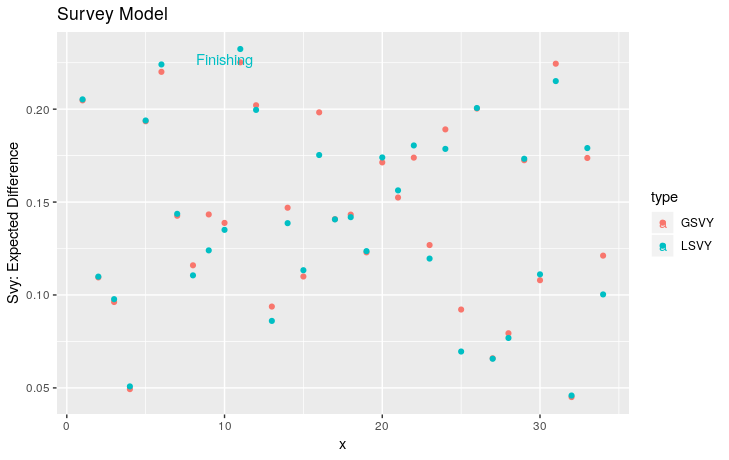 Survey Model
Svy: Expected Difference
0.20
0.15
0.10
0.05
Finishing
0
10
20
30
x
type
a GSVY
a LSVY